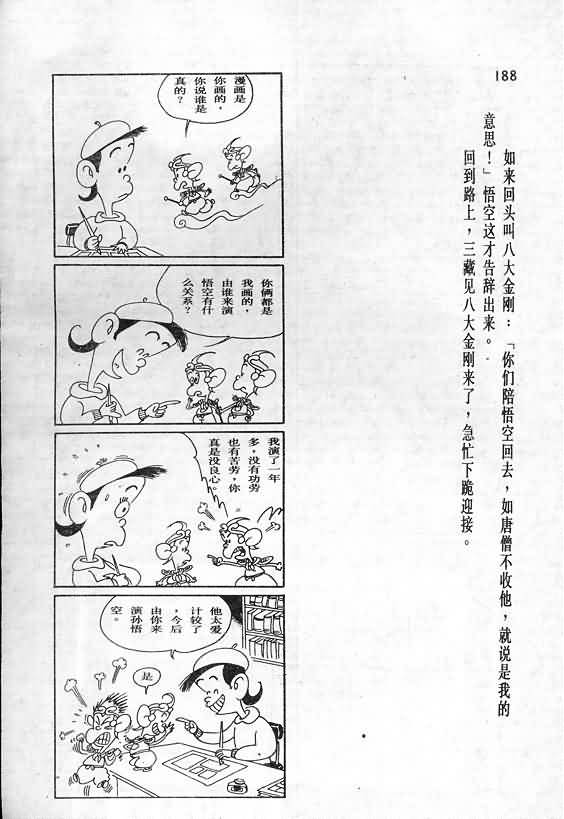 188
如来回头叫八大金刚：「你们陪悟空回去，如唐僧不收他，就说是我的
意思！」悟空这才告辞出来。
回到路上，三藏见八大金刚来了，急忙下跪迎接。
漫画是
你画的，
你说谁是
真的？
你俩都是
我画的，
由谁来演
悟空有什
么关系？
我演了一年
多，没有功劳
也有苦劳，你
真是没良心。
他太爱
计较了
，今后
由你来
演孙悟
空。
是